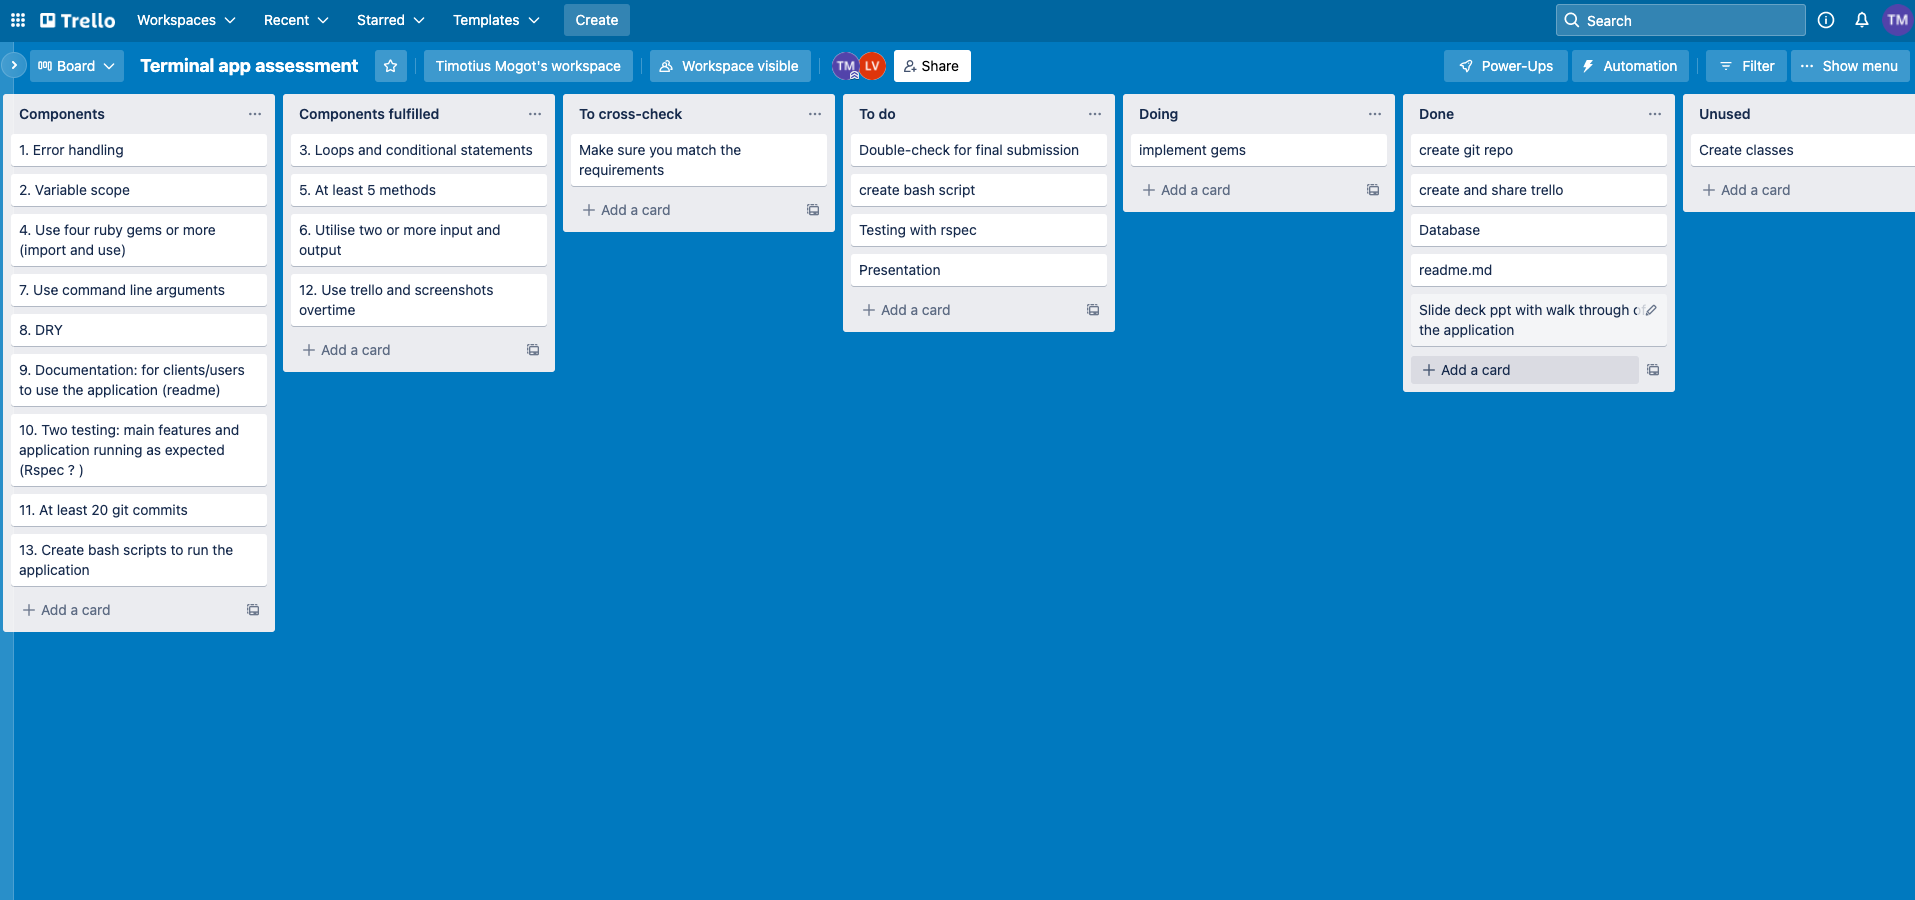 Trello
Workspaces
Recent
Starred
Templates
Create
Search
TM
Board
Terminal app assessment
Timotius Mogot's workspace
Workspace visible
TM
LV
Share
Power-Ups
Automation
Filter
Show menu
Components
1. Error handling
2. Variable scope
4. Use four ruby gems or more
(import and use)
7. Use command line arguments
8. DRY
9. Documentation: for clients/users
to use the application (readme)
10. Two testing: main features and
application running as expected
(Rspec ? )
11. At least 20 git commits
13. Create bash scripts to run the
application
Add a card
Components fulfilled
3. Loops and conditional statements
5. At least 5 methods
6. Utilise two or more input and
output
12. Use trello and screenshots
overtime
Add a card
To cross-check
Make sure you match the
requirements
Add a card
To do
Double-check for final submission
create bash script
Testing with rspec
Presentation
Add a card
Doing
implement gems
Add a card
Done
create git repo
create and share trello
Database
readme.md
Slide deck ppt with walk through of
the application
Add a card
Unused
Create classes
Add a card